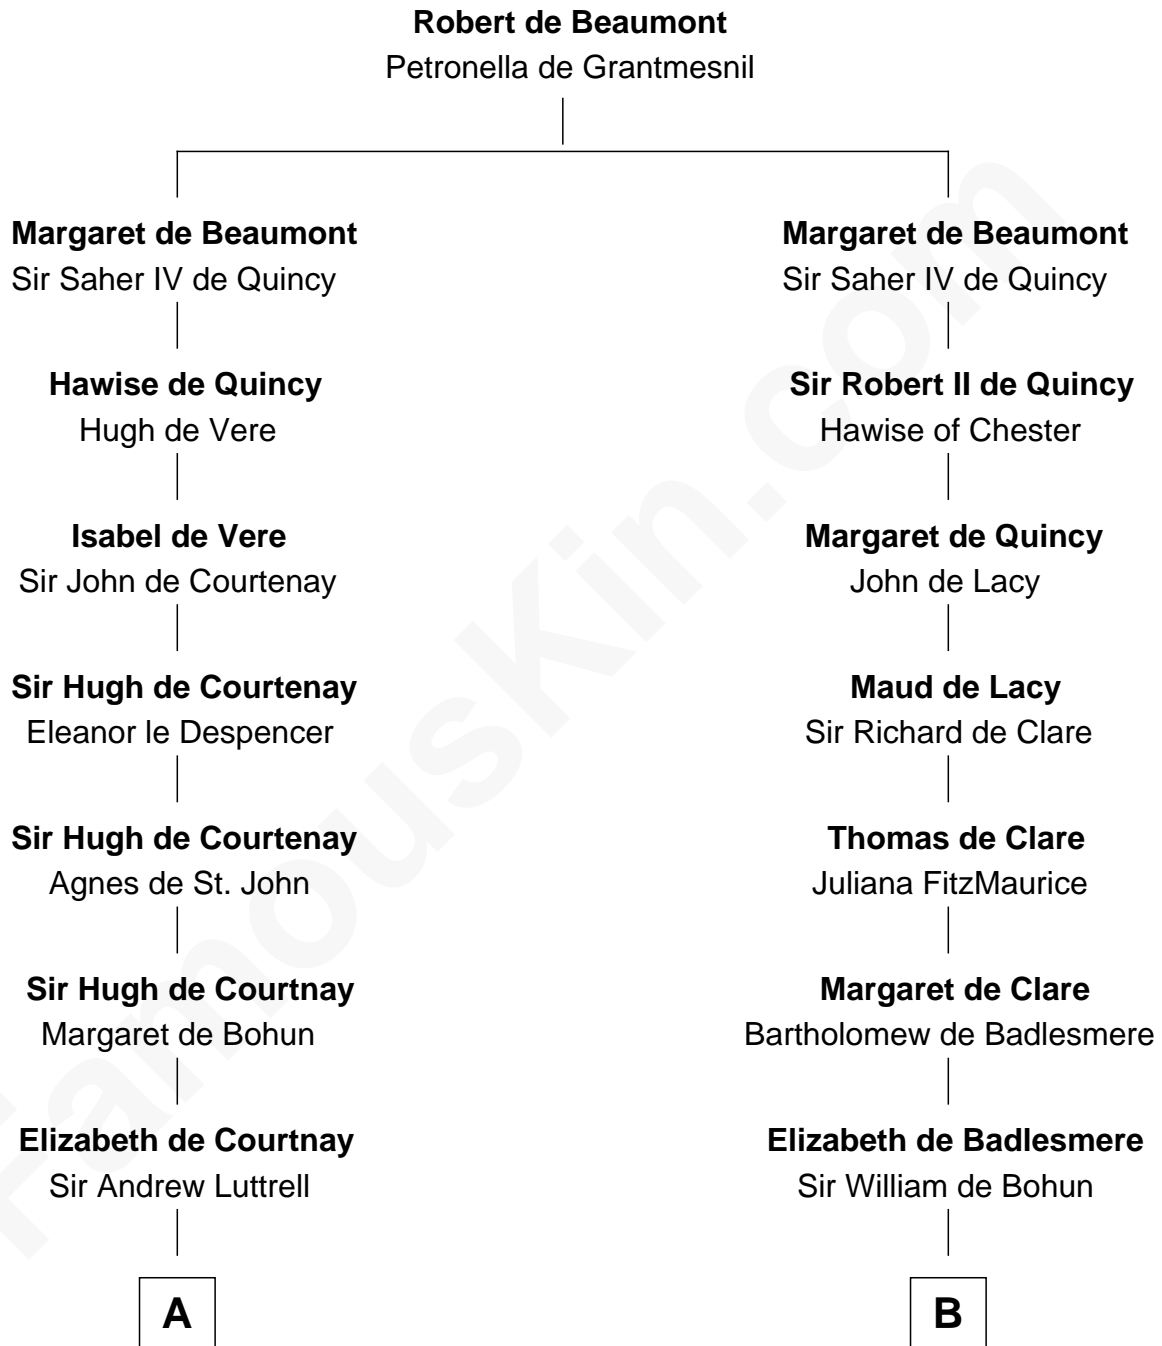 Robert de Beaumont
Petronella de Grantmesnil
Margaret de Beaumont
Sir Saher IV de Quincy
Margaret de Beaumont
Sir Saher IV de Quincy
Hawise de Quincy
Hugh de Vere
Sir Robert II de Quincy
Hawise of Chester
Isabel de Vere
Sir John de Courtenay
Margaret de Quincy
John de Lacy
Sir Hugh de Courtenay
Eleanor le Despencer
Maud de Lacy
Sir Richard de Clare
Sir Hugh de Courtenay
Agnes de St. John
Thomas de Clare
Juliana FitzMaurice
Sir Hugh de Courtnay
Margaret de Bohun
Margaret de Clare
Bartholomew de Badlesmere
Elizabeth de Courtnay
Sir Andrew Luttrell
Elizabeth de Badlesmere
Sir William de Bohun
A
B
FamousKin.com